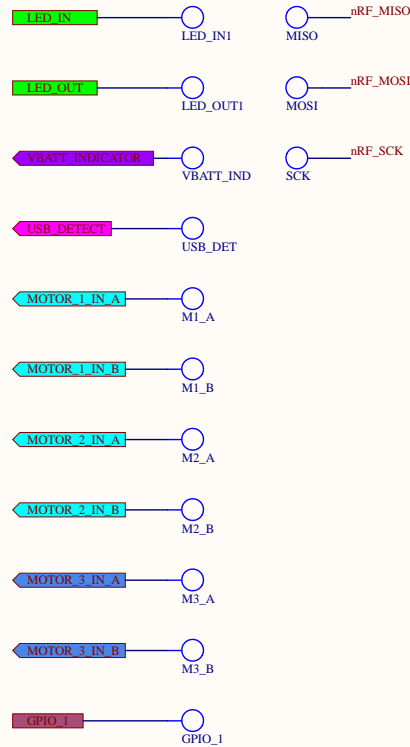 LED_IN
LED_IN1
MISO
nRF_MISO
LED_OUT
LED_OUT1
MOSI
nRF_MOSI
VBATT_INDICATOR
VBATT_IND
SCK
nRF_SCK
USB_DETECT
USB_DET
MOTOR_1_IN_A
M1_A
MOTOR_1_IN_B
M1_B
MOTOR_2_IN_A
M2_A
MOTOR_2_IN_B
M2_B
MOTOR_3_IN_A
M3_A
MOTOR_3_IN_B
M3_B
GPIO_1
GPIO_1